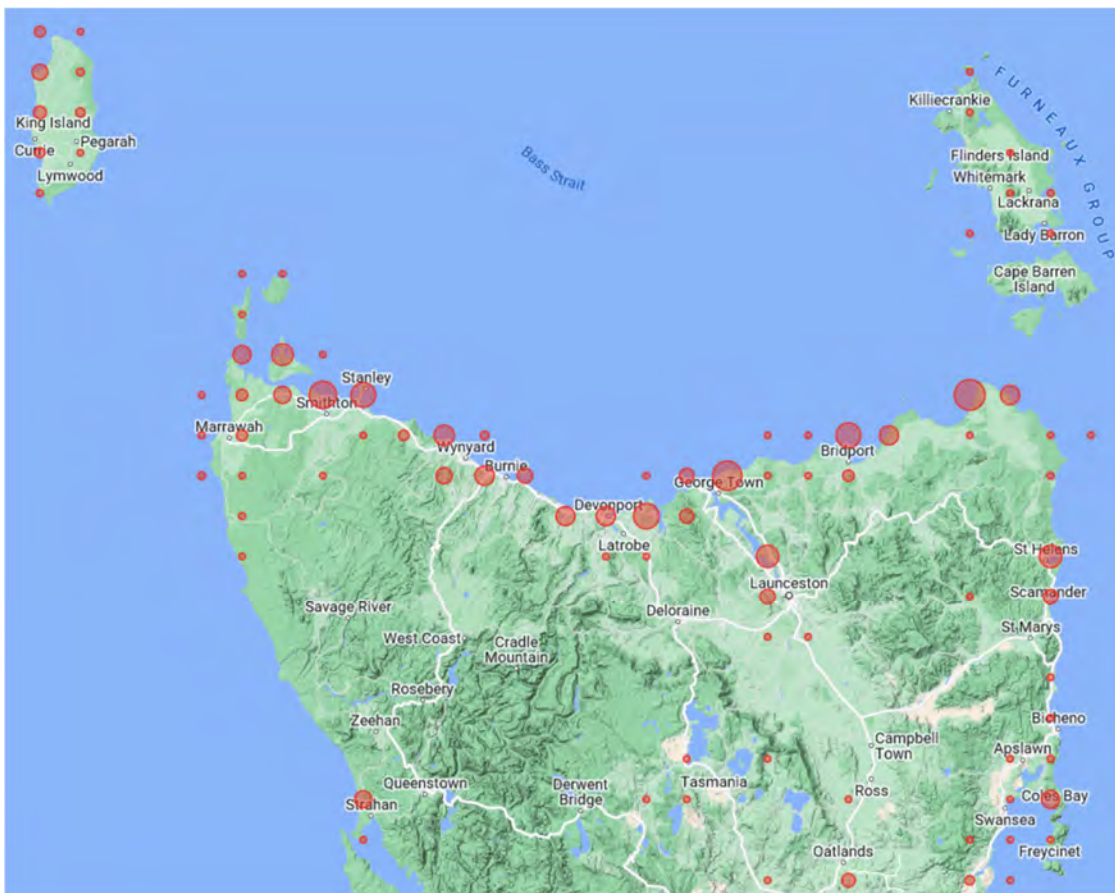 Killiecrankie
FURNEAUX GROUP
King Island
Currie
Pegarah
Lymwood
Bass Strait
Flinders Island
Whitemark
Lackrana
Lady Barron
Cape Barren
Island
Stanley
Smithton
Marrawah
Wynyard
Burnie
Bridport
George Town
Devonport
Latrobe
St Helens
Launceston
Scamander
Savage River
Deloraine
St Marys
West Coast
Cradle
Mountain
Rosebery
Zeehan
Bicheno
Campbell
Town
Apslawn
Queenstown
Derwent
Bridge
Tasmania
Ross
Coles Bay
Strahan
Swansea
Oatlands
Freycinet